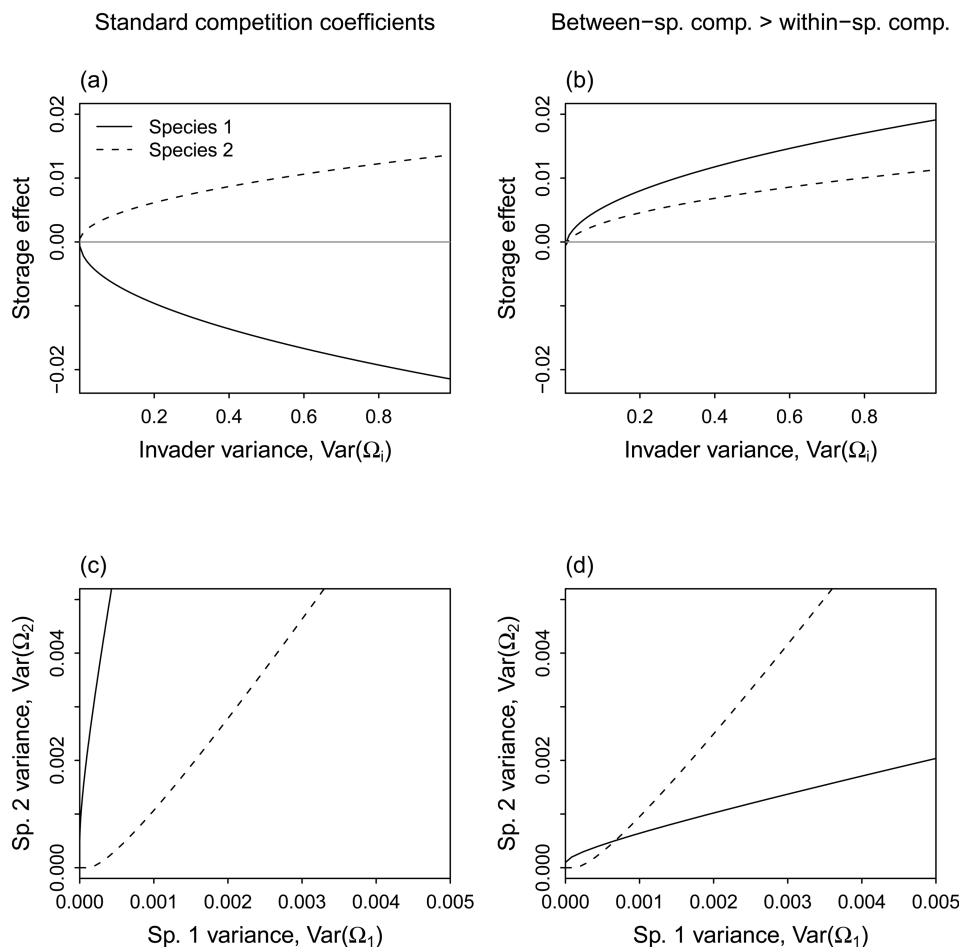 Standard competition coefficients
Between−sp. comp. > within−sp. comp.
(a)
(b)
Species 1
Species 2
Storage effect
0.02
0.01
0.00
−0.02
0.2
0.4
0.6
0.8
Invader variance, Var(Ωi)
Storage effect
0.02
0.01
0.00
−0.02
0.2
0.4
0.6
0.8
Invader variance, Var(Ωi)
(c)
(d)
Sp. 2 variance, Var(Ω2)
0.004
0.002
0.000
0.000
0.001
0.002
0.003
0.004
0.005
Sp. 1 variance, Var(Ω1)
Sp. 2 variance, Var(Ω2)
0.004
0.002
0.000
0.000
0.001
0.002
0.003
0.004
0.005
Sp. 1 variance, Var(Ω1)